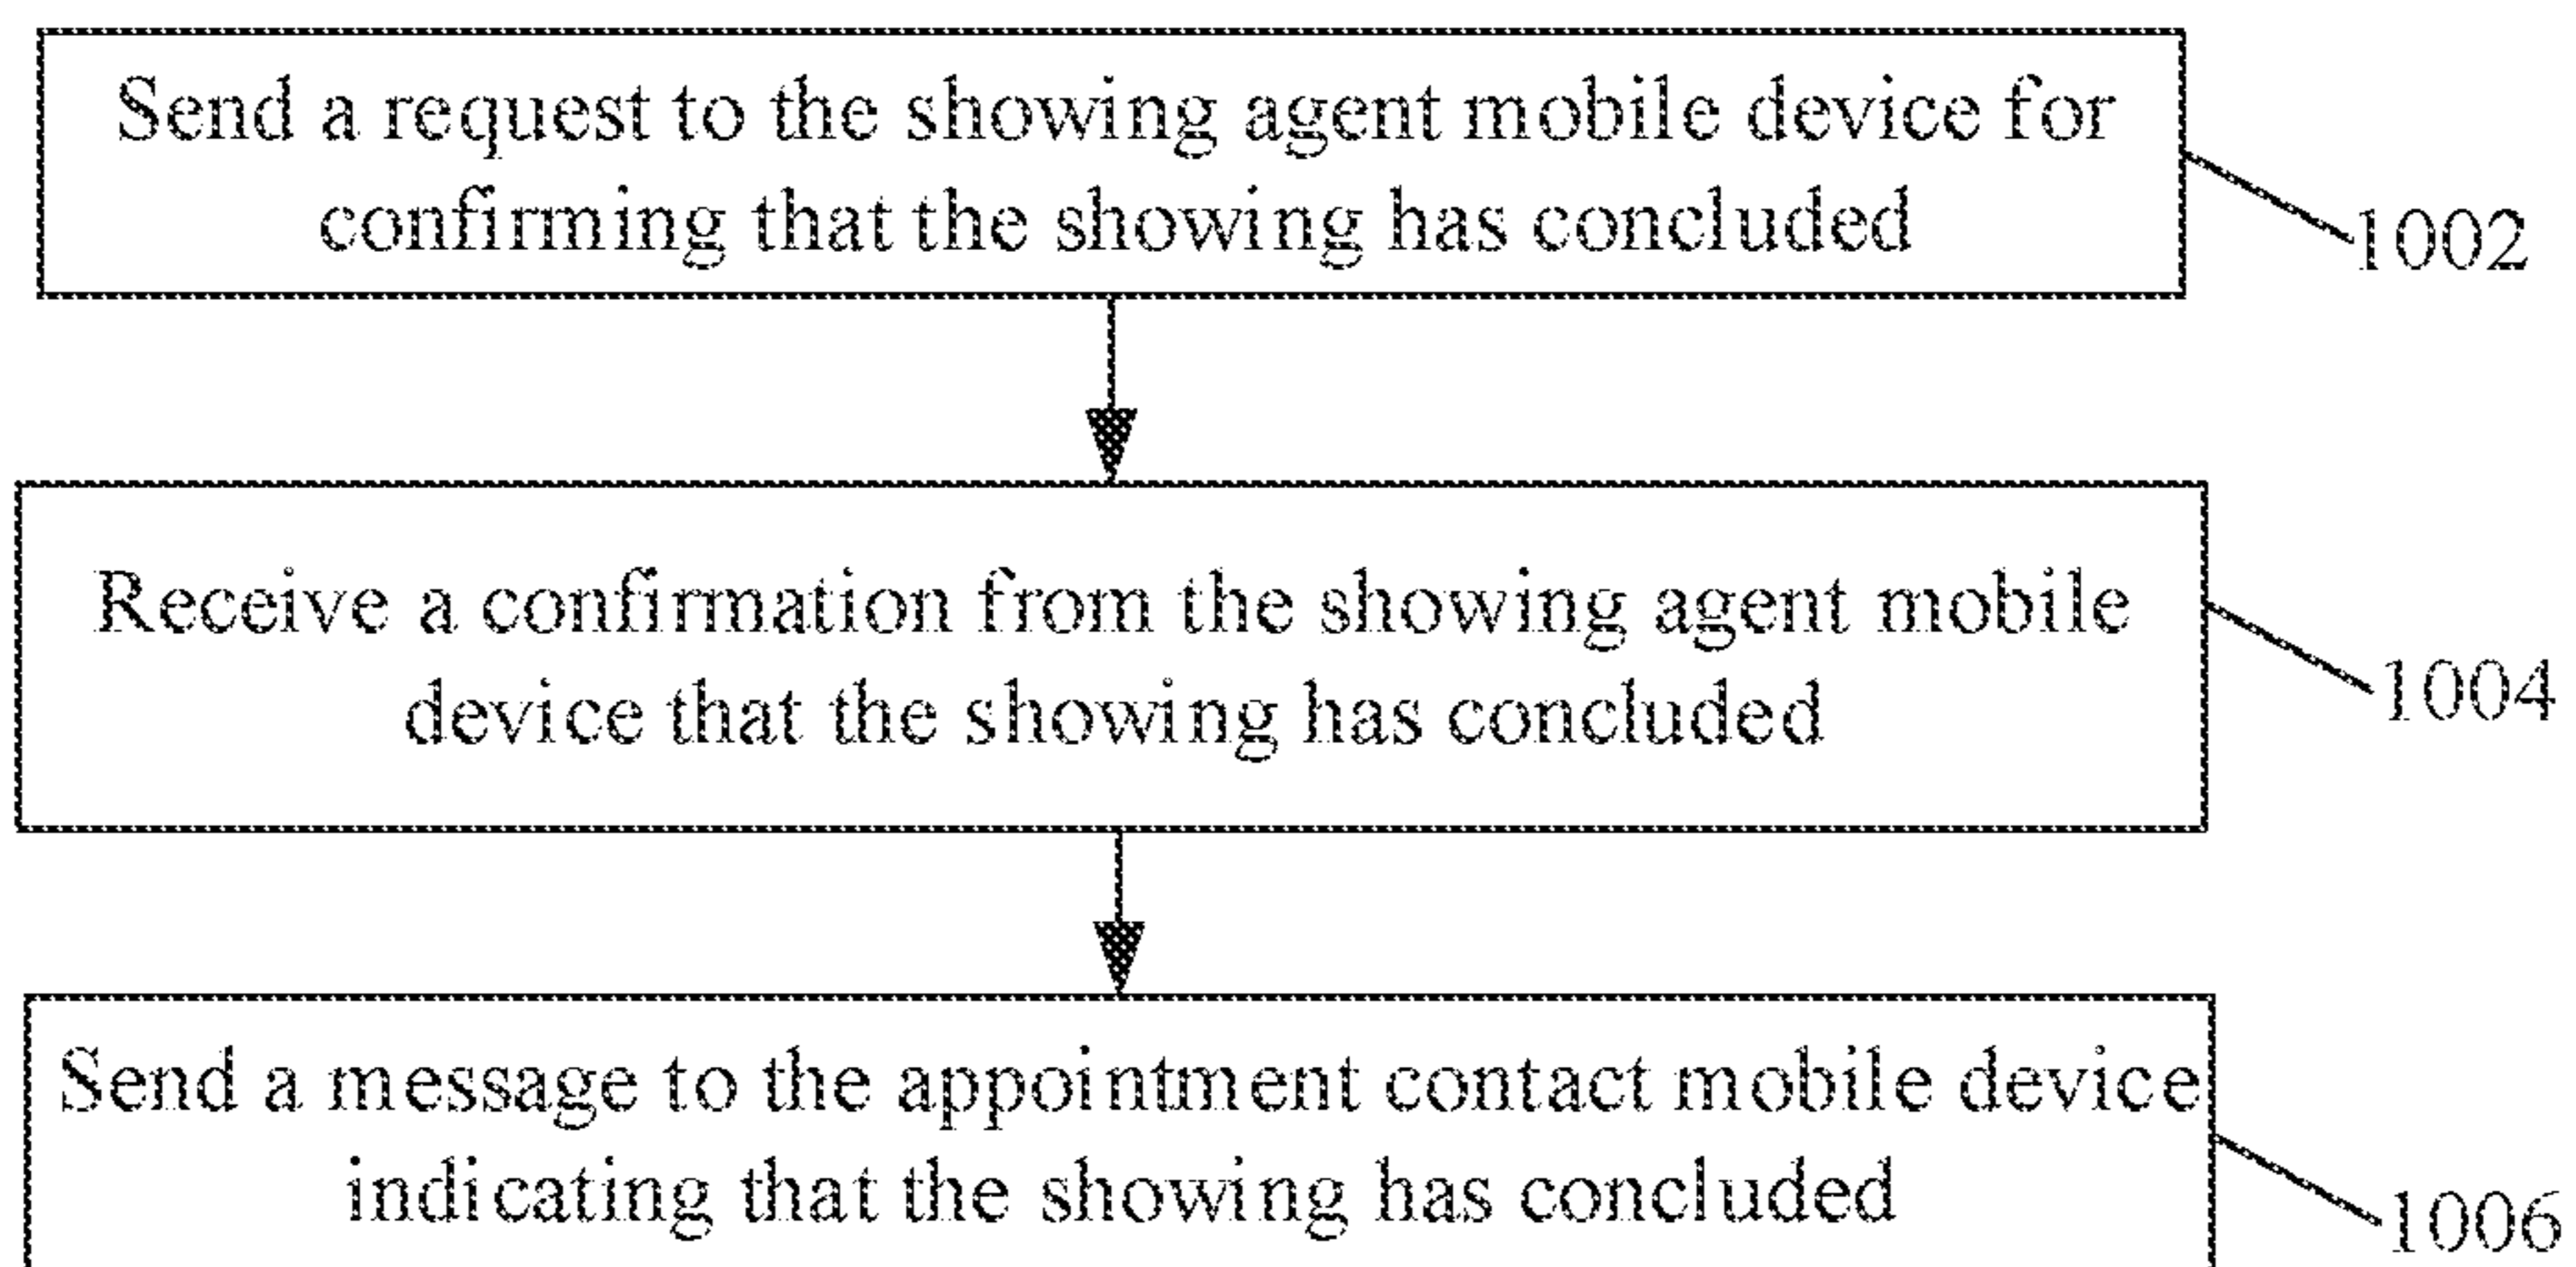 Send a request to the showing agent mobile device for
confirming that the showing has concluded
1002
Receive a confirmation from the showing agent mobile
device that the showing has concluded
1004
Send a message to the appointment contact mobile device
indicating that the showing has concluded
1006